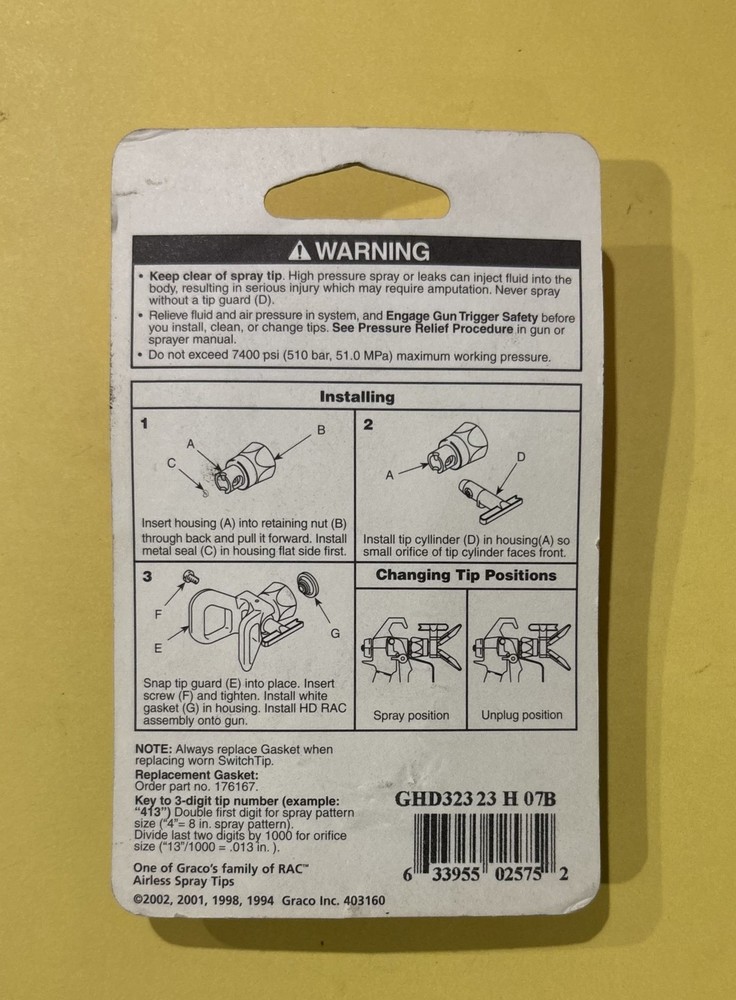 ⚠ WARNING
• Keep clear of spray tip. High pressure spray or leaks can inject fluid into the
body, resulting in serious injury which may require amputation. Never spray
without a tip guard (D).
• Relieve fluid and air pressure in system, and Engage Gun Trigger Safety before
you install, clean, or change tips. See Pressure Relief Procedure in gun or
sprayer manual.
• Do not exceed 7400 psi (510 bar, 51.0 MPa) maximum working pressure.
Installing
1
A
B
C
Insert housing (A) into retaining nut (B)
through back and pull it forward. Install
metal seal (C) in housing flat side first.
2
A
D
Install tip cyllinder (D) in housing(A) so
small orifice of tip cylinder faces front.
3
F
E
G
Snap tip guard (E) into place. Insert
screw (F) and tighten. Install white
gasket (G) in housing. Install HD RAC
assembly onto gun.
Changing Tip Positions
Spray position
Unplug position
NOTE: Always replace Gasket when
replacing worn SwitchTip.
Replacement Gasket:
Order part no. 176167.
Key to 3-digit tip number (example:
“413”) Double first digit for spray pattern
size (“4”= 8 in. spray pattern).
Divide last two digits by 1000 for orifice
size (“13”/1000 = .013 in. ).
One of Graco's family of RAC™
Airless Spray Tips
©2002, 2001, 1998, 1994 Graco Inc. 403160
GHD323 23 H 07B
6 33955 02575 2